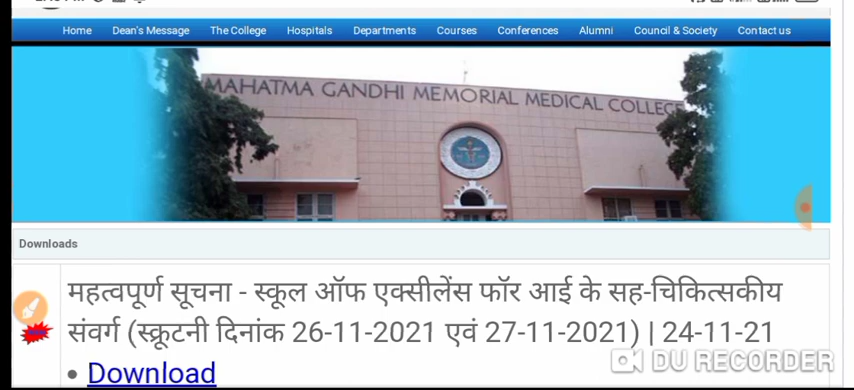 Home Dean's Message The College Hospitals Departments Courses Conferences Alumni Council & Society Contact us
MAHATMA GANDHI MEMORIAL MEDICAL COLLEGE
Downloads
महत्वपूर्ण सूचना - स्कूल ऑफ एक्सीलेंस फॉर आई के सह-चिकित्सकीय
संवर्ग (स्क्रूटनी दिनांक 26-11-2021 एवं 27-11-2021) | 24-11-21
• Download
DU RECORDER